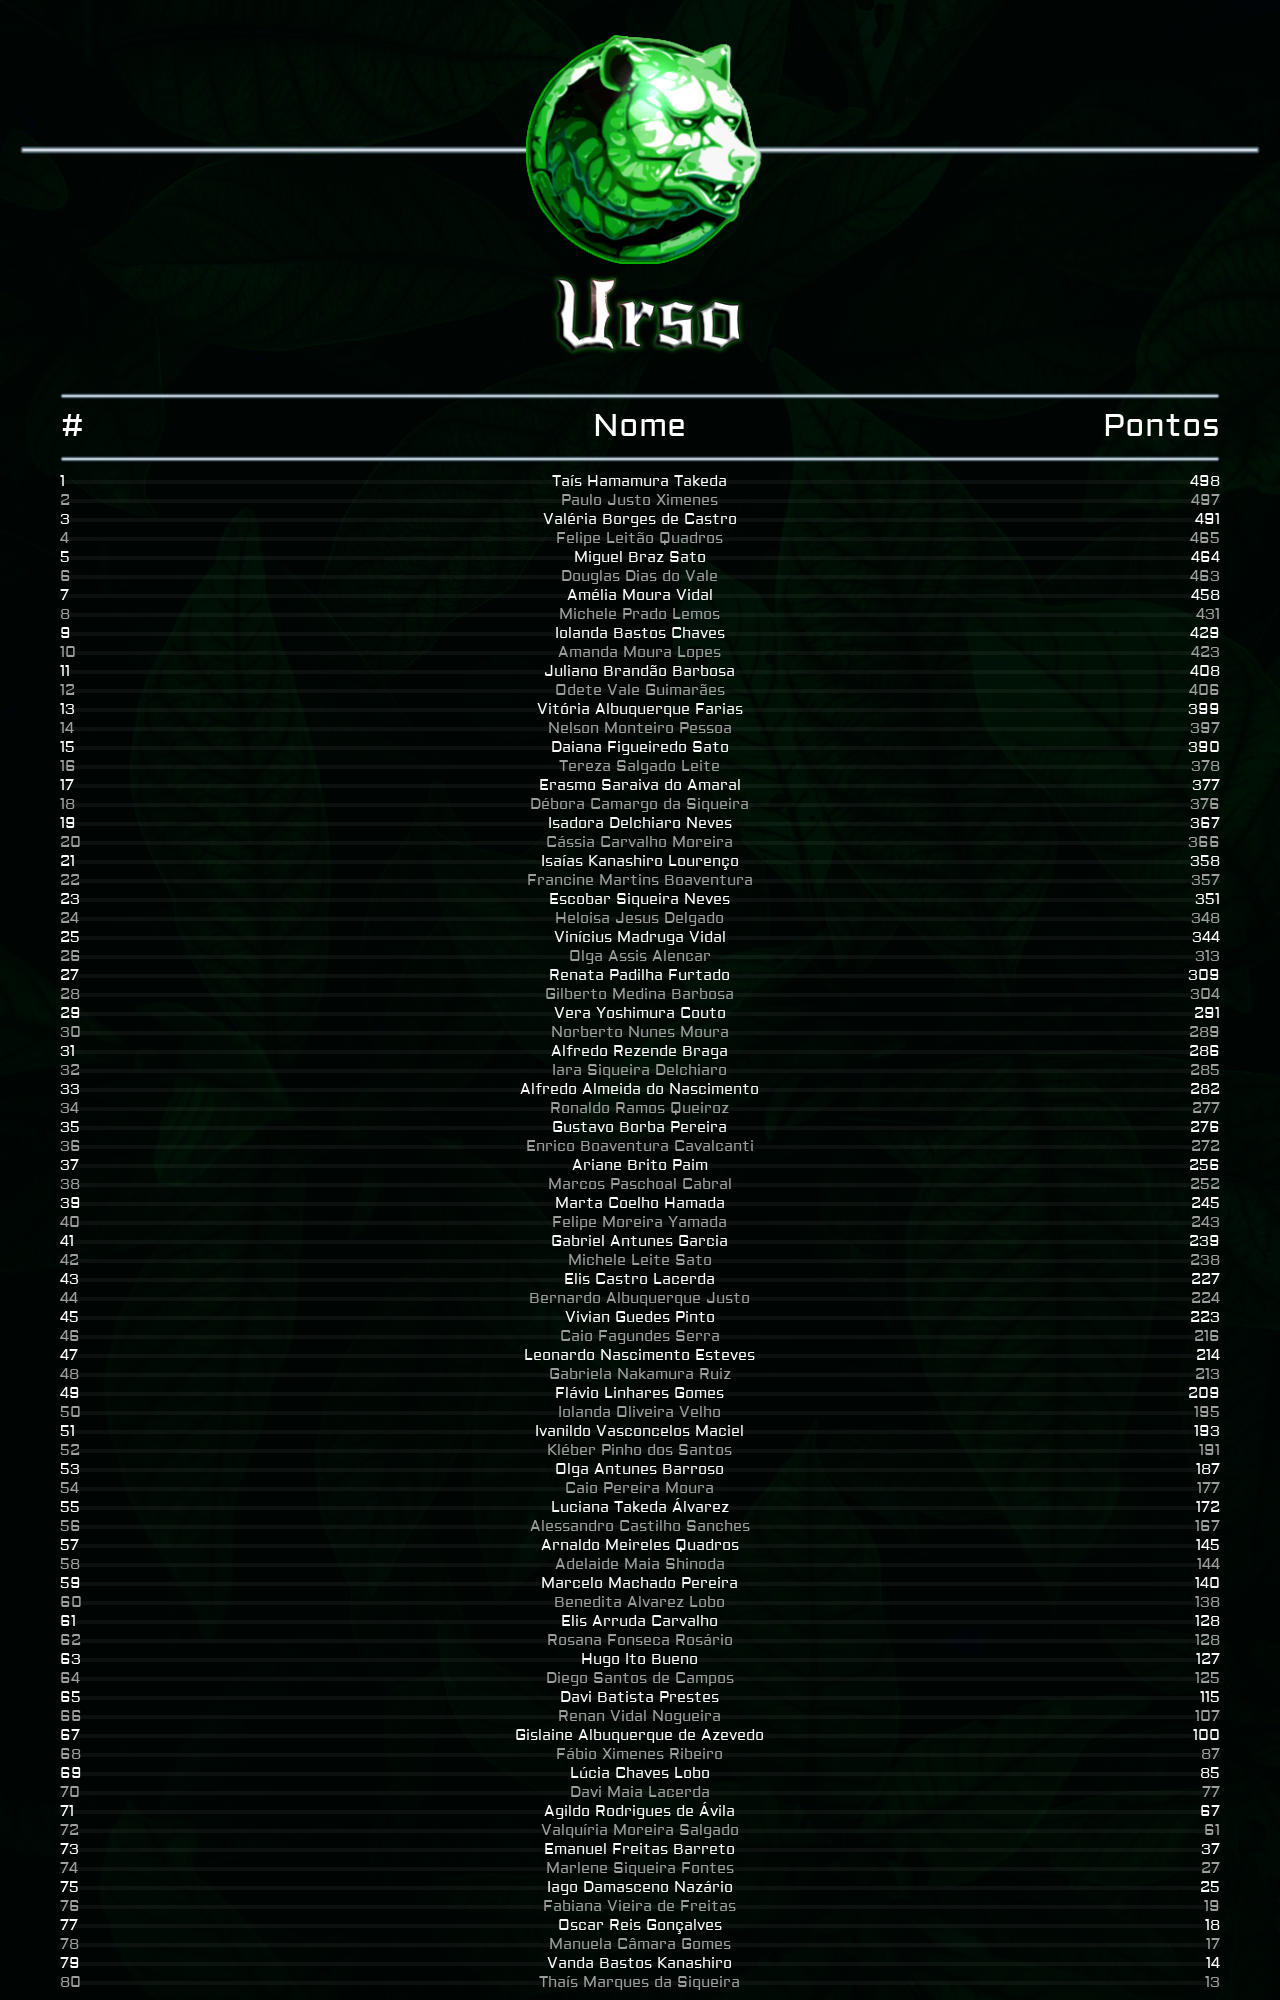 Urso
# Nome Pontos
1 Taís Hamamura Takeda 498
2 Paulo Justo Ximenes 497
3 Valéria Borges de Castro 491
4 Felipe Leitão Quadros 465
5 Miguel Braz Sato 464
6 Douglas Dias do Vale 463
7 Amélia Moura Vidal 458
8 Michele Prado Lemos 431
9 Iolanda Bastos Chaves 429
10 Amanda Moura Lopes 423
11 Juliano Brandão Barbosa 408
12 Odete Vale Guimarães 406
13 Vitória Albuquerque Farias 399
14 Nelson Monteiro Pessoa 397
15 Daiana Figueiredo Sato 390
16 Tereza Salgado Leite 378
17 Erasmo Saraiva do Amaral 377
18 Débora Camargo da Siqueira 376
19 Isadora Delchiaro Neves 367
20 Cássia Carvalho Moreira 366
21 Isaías Kanashiro Lourenço 358
22 Francine Martins Boaventura 357
23 Escobar Siqueira Neves 351
24 Heloisa Jesus Delgado 348
25 Vinícius Madruga Vidal 344
26 Olga Assis Alencar 313
27 Renata Padilha Furtado 309
28 Gilberto Medina Barbosa 304
29 Vera Yoshimura Couto 291
30 Norberto Nunes Moura 289
31 Alfredo Rezende Braga 286
32 Iara Siqueira Delchiaro 285
33 Alfredo Almeida do Nascimento 282
34 Ronaldo Ramos Queiroz 277
35 Gustavo Borba Pereira 276
36 Enrico Boaventura Cavalcanti 272
37 Ariane Brito Paim 256
38 Marcos Paschoal Cabral 252
39 Marta Coelho Hamada 245
40 Felipe Moreira Yamada 243
41 Gabriel Antunes Garcia 239
42 Michele Leite Sato 238
43 Elis Castro Lacerda 227
44 Bernardo Albuquerque Justo 224
45 Vivian Guedes Pinto 223
46 Caio Fagundes Serra 216
47 Leonardo Nascimento Esteves 214
48 Gabriela Nakamura Ruiz 213
49 Flávio Linhares Gomes 209
50 Iolanda Oliveira Velho 195
51 Ivanildo Vasconcelos Maciel 193
52 Kléber Pinho dos Santos 191
53 Olga Antunes Barroso 187
54 Caio Pereira Moura 177
55 Luciana Takeda Álvarez 172
56 Alessandro Castilho Sanches 167
57 Arnaldo Meireles Quadros 145
58 Adelaide Maia Shinoda 144
59 Marcelo Machado Pereira 140
60 Benedita Alvarez Lobo 138
61 Elis Arruda Carvalho 128
62 Rosana Fonseca Rosário 128
63 Hugo Ito Bueno 127
64 Diego Santos de Campos 125
65 Davi Batista Prestes 115
66 Renan Vidal Nogueira 107
67 Gislaine Albuquerque de Azevedo 100
68 Fábio Ximenes Ribeiro 87
69 Lúcia Chaves Lobo 85
70 Davi Maia Lacerda 77
71 Agildo Rodrigues de Ávila 67
72 Valquíria Moreira Salgado 61
73 Emanuel Freitas Barreto 37
74 Marlene Siqueira Fontes 27
75 Iago Damasceno Nazário 25
76 Fabiana Vieira de Freitas 19
77 Oscar Reis Gonçalves 18
78 Manuela Câmara Gomes 17
79 Vanda Bastos Kanashiro 14
80 Thaís Marques da Siqueira 13